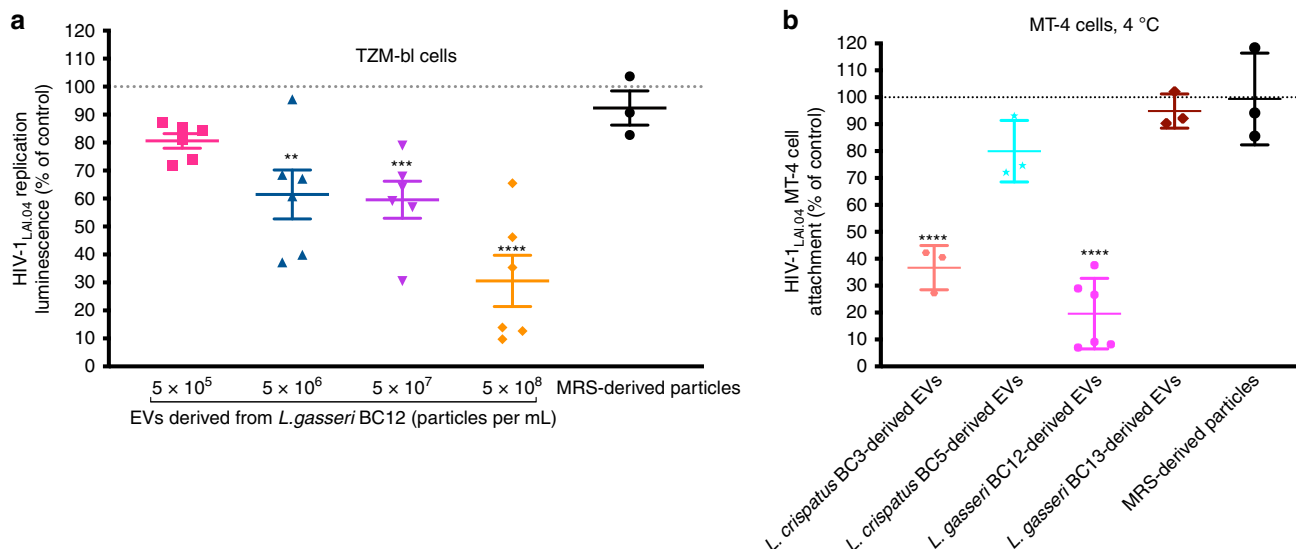 a
TZM-bl cells
HIV-1LAI.04 replication
luminescence (% of control)
120
110
100
90
80
70
60
50
40
30
20
10
0
**
***
****
5 × 10⁵
5 × 10⁶
5 × 10⁷
5 × 10⁸
MRS-derived particles
EVs derived from L.gasseri BC12 (particles per mL)
b
MT-4 cells, 4 °C
HIV-1LAI.04 MT-4 cell
attachment (% of control)
120
110
100
90
80
70
60
50
40
30
20
10
0
****
****
L. crispatus BC3-derived EVs
L. crispatus BC5-derived EVs
L. gasseri BC12-derived EVs
L. gasseri BC13-derived EVs
MRS-derived particles